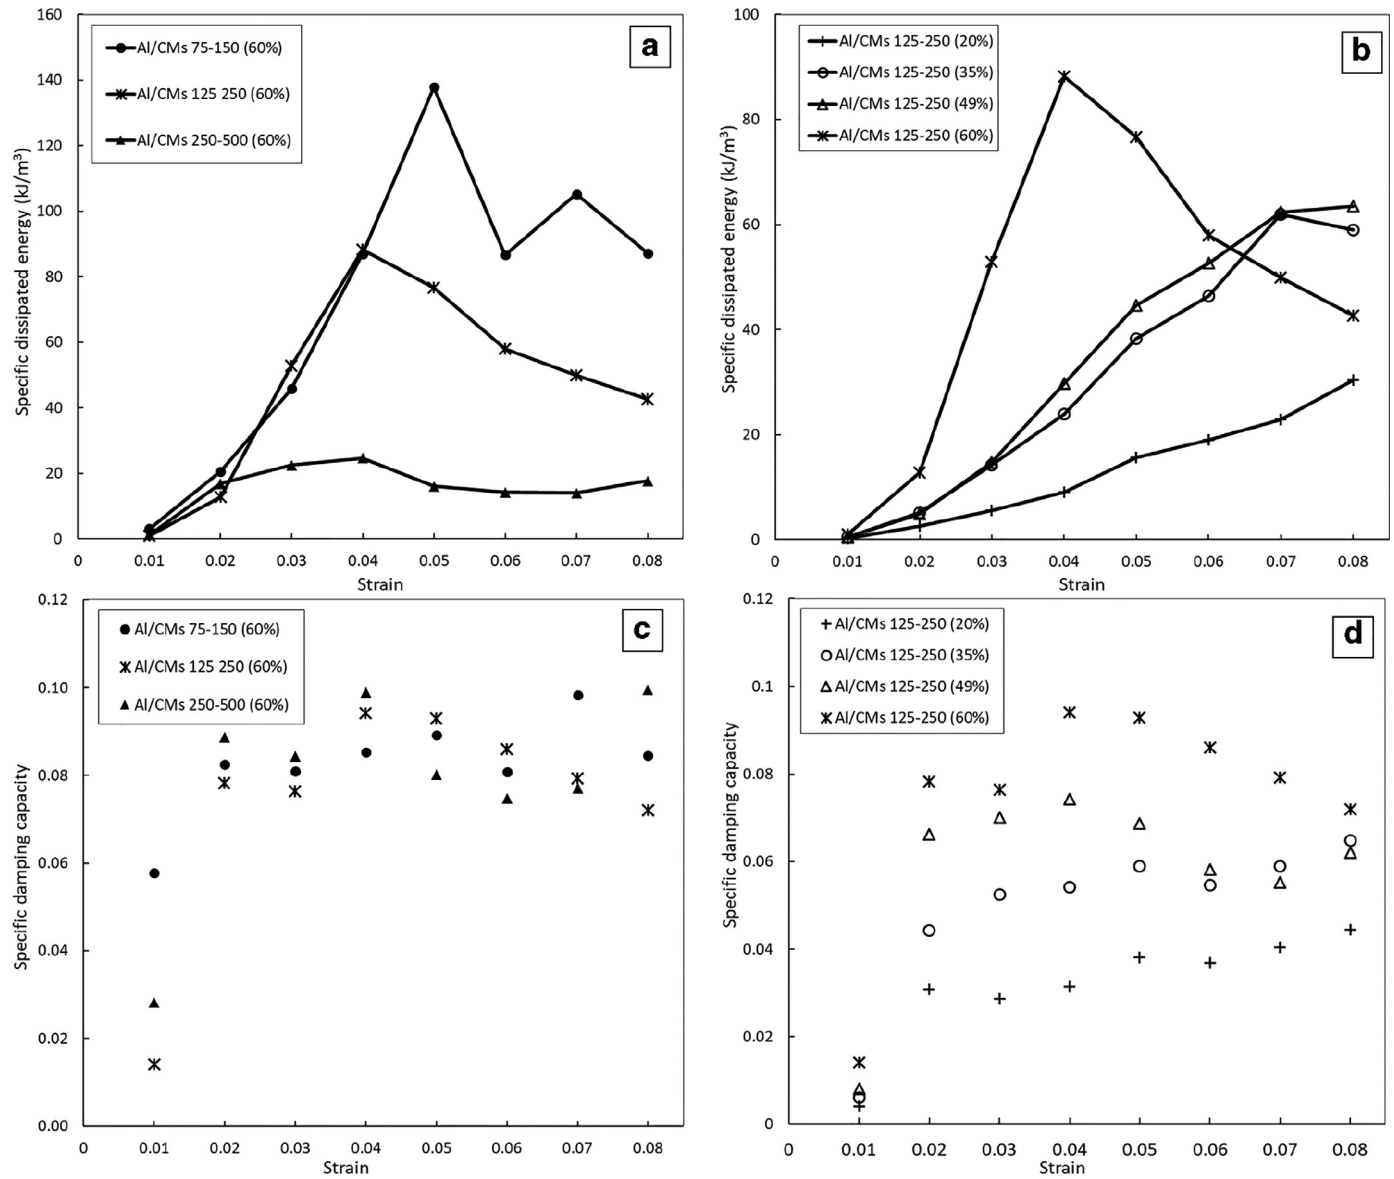 a
Al/CMs 75-150 (60%)
Al/CMs 125 250 (60%)
Al/CMs 250-500 (60%)
Specific dissipated energy (kJ/m³)
160
140
120
100
80
60
40
20
0
0 0.01 0.02 0.03 0.04 0.05 0.06 0.07 0.08
Strain
b
Al/CMs 125-250 (20%)
Al/CMs 125-250 (35%)
Al/CMs 125-250 (49%)
Al/CMs 125-250 (60%)
Specific dissipated energy (kJ/m³)
100
80
60
40
20
0
0 0.01 0.02 0.03 0.04 0.05 0.06 0.07 0.08
Strain
c
Al/CMs 75-150 (60%)
Al/CMs 125 250 (60%)
Al/CMs 250-500 (60%)
Specific damping capacity
0.12
0.10
0.08
0.06
0.04
0.02
0.00
0 0.01 0.02 0.03 0.04 0.05 0.06 0.07 0.08
Strain
d
Al/CMs 125-250 (20%)
Al/CMs 125-250 (35%)
Al/CMs 125-250 (49%)
Al/CMs 125-250 (60%)
Specific damping capacity
0.12
0.1
0.08
0.06
0.04
0.02
0
0 0.01 0.02 0.03 0.04 0.05 0.06 0.07 0.08
Strain